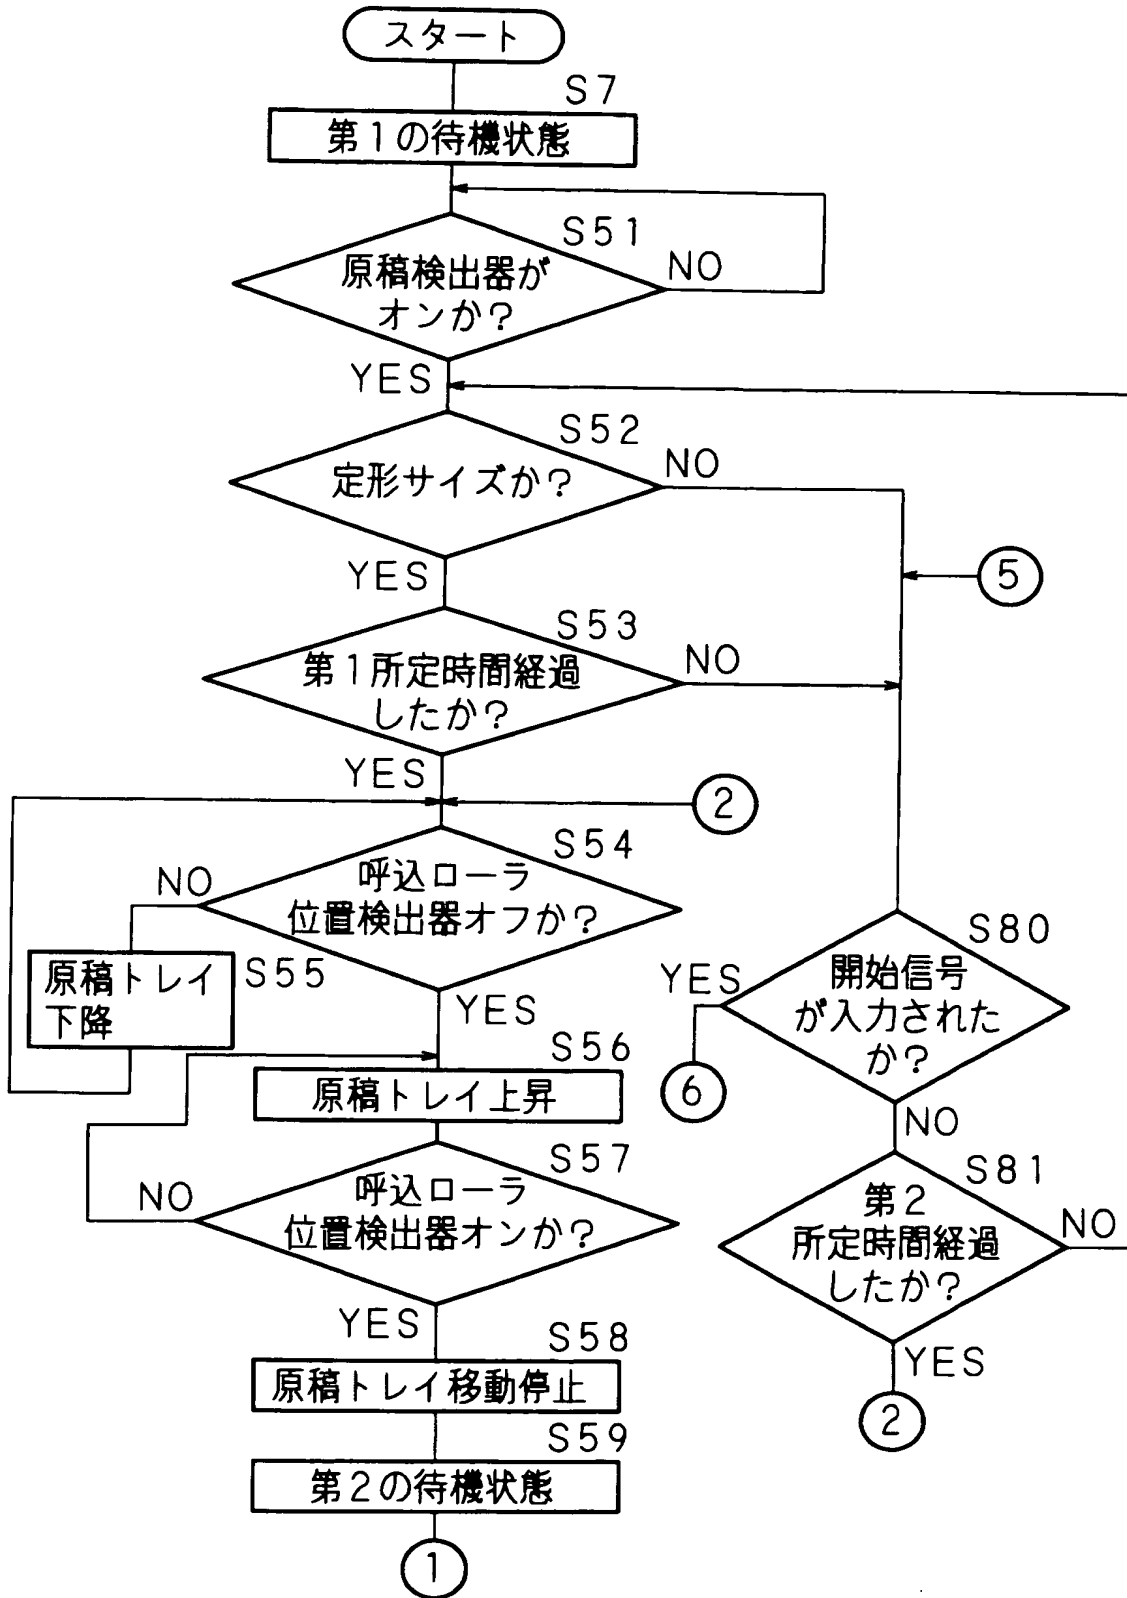 スタート
S7
第1の待機状態
S51
原稿検出器が
オンか?
NO
YES
S52
定形サイズか?
NO
YES
5
S53
第1所定時間経過
したか?
NO
YES
2
S54
呼込ローラ
位置検出器オフか?
NO
YES
S55
原稿トレイ
下降
S80
開始信号
が入力された
か?
YES
6
NO
S56
原稿トレイ上昇
S57
呼込ローラ
位置検出器オンか?
NO
YES
S81
第2
所定時間経過
したか?
NO
YES
2
S58
原稿トレイ移動停止
S59
第2の待機状態
1